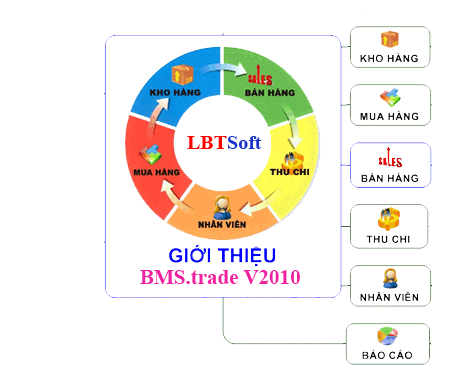 KHO HÀNG
SALES
BÁN HÀNG
MUA HÀNG
LBTSoft
THU CHI
NHÂN VIÊN
GIỚI THIỆU
BMS.trade V2010
KHO HÀNG
MUA HÀNG
SALES
BÁN HÀNG
THU CHI
NHÂN VIÊN
BÁO CÁO